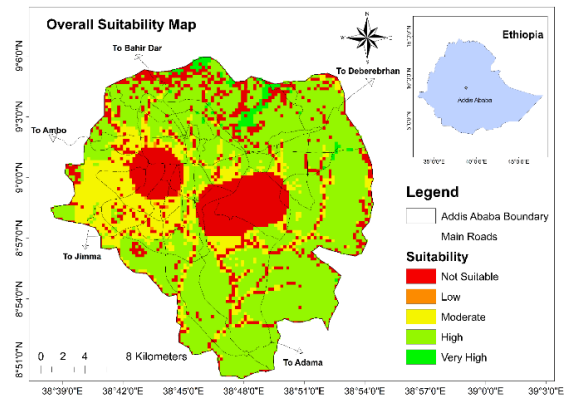 Overall Suitability Map
To Bahir Dar
To Deberebrhan
To Ambo
To Jimma
To Adama
9°6'0"N
9°3'0"N
9°0'0"N
8°57'0"N
8°54'0"N
8°51'0"N
0 2 4 8 Kilometers
38°39'0"E 38°42'0"E 38°45'0"E 38°48'0"E 38°51'0"E 38°54'0"E 38°57'0"E 39°0'0"E 39°3'0"E
Ethiopia
Addis Ababa
Legend
Addis Ababa Boundary
Main Roads
Suitability
Not Suitable
Low
Moderate
High
Very High